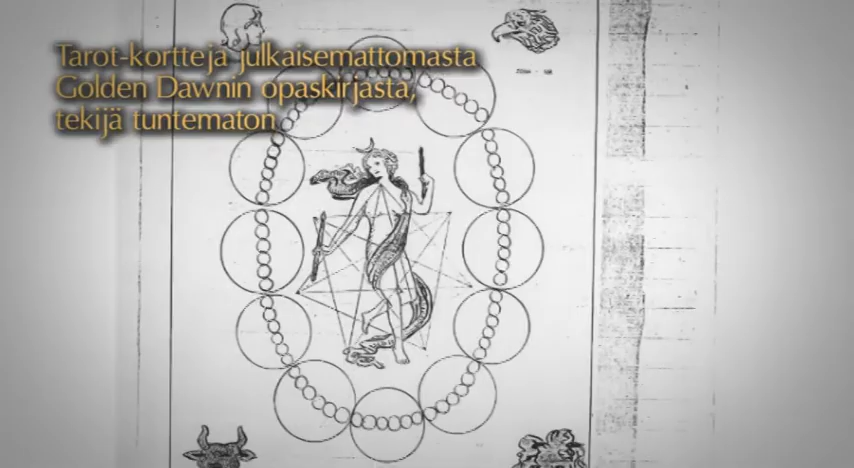 Tarot-kortteja julkaisemattomasta
Golden Dawnin opaskirjasta,
tekijä tuntematon